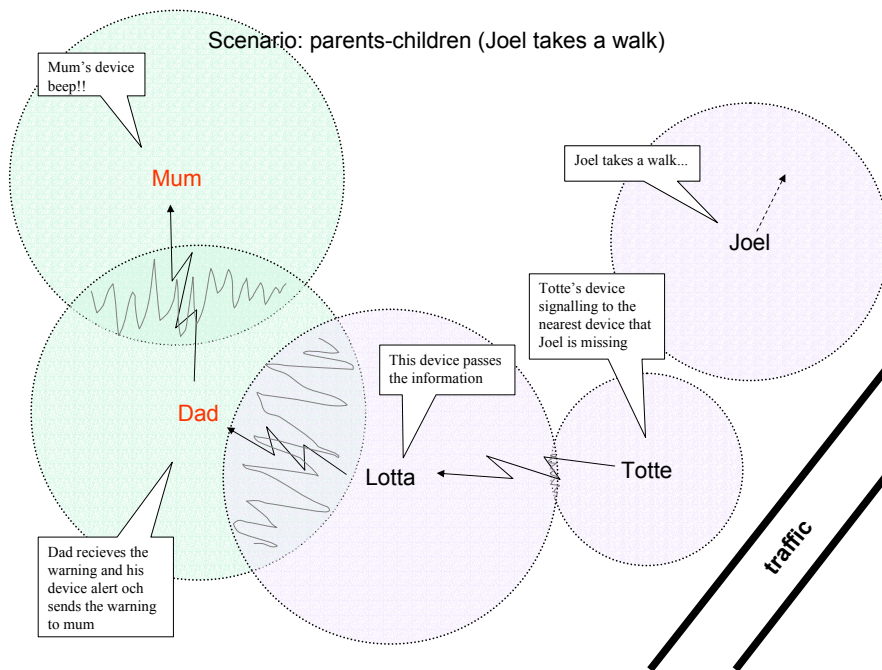 Scenario: parents-children (Joel takes a walk)
Mum's device
beep!!
Mum
Joel takes a walk...
Joel
Totte's device
signalling to the
nearest device that
Joel is missing
This device passes
the information
Dad
Lotta
Totte
Dad recieves the
warning and his
device alert och
sends the warning
to mum
traffic